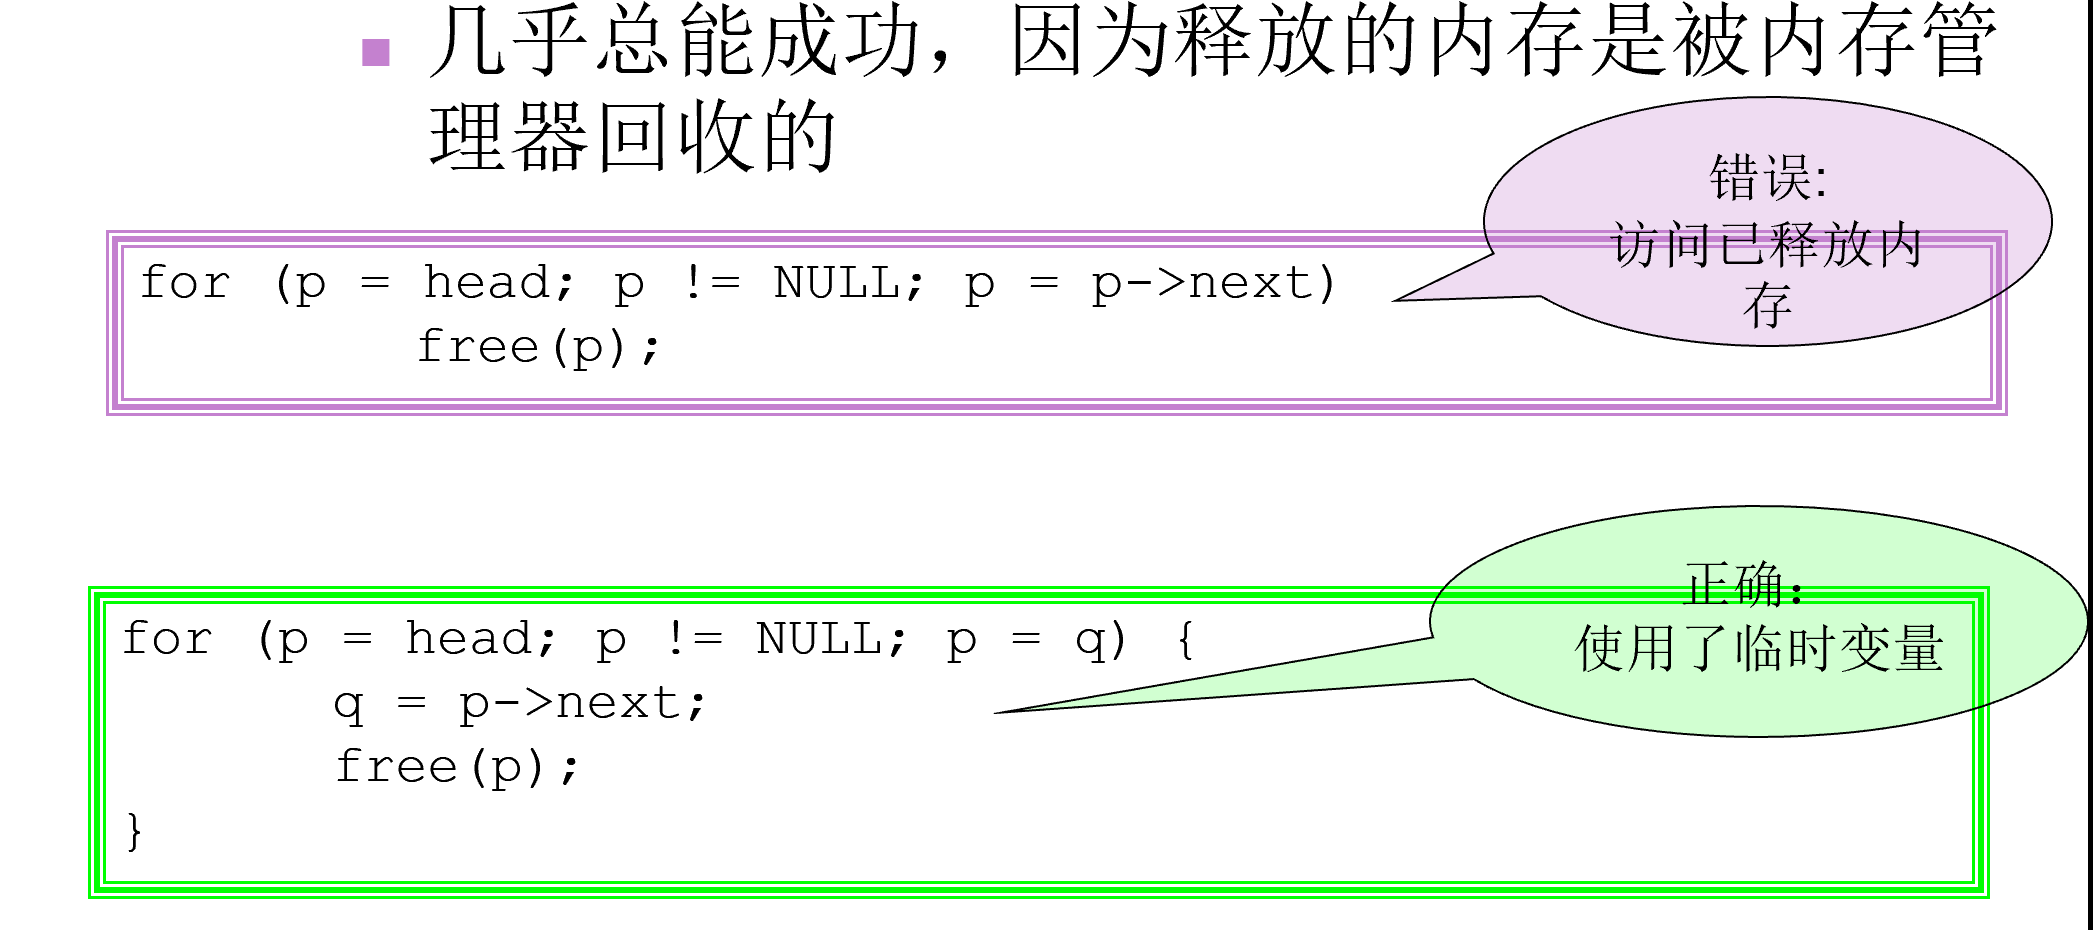 几乎总能成功，因为释放的内存是被内存管
理器回收的
错误:
访问已释放内
存
for (p = head; p != NULL; p = p->next)
free(p);
正确：
使用了临时变量
for (p = head; p != NULL; p = q) {
q = p->next;
free(p);
}